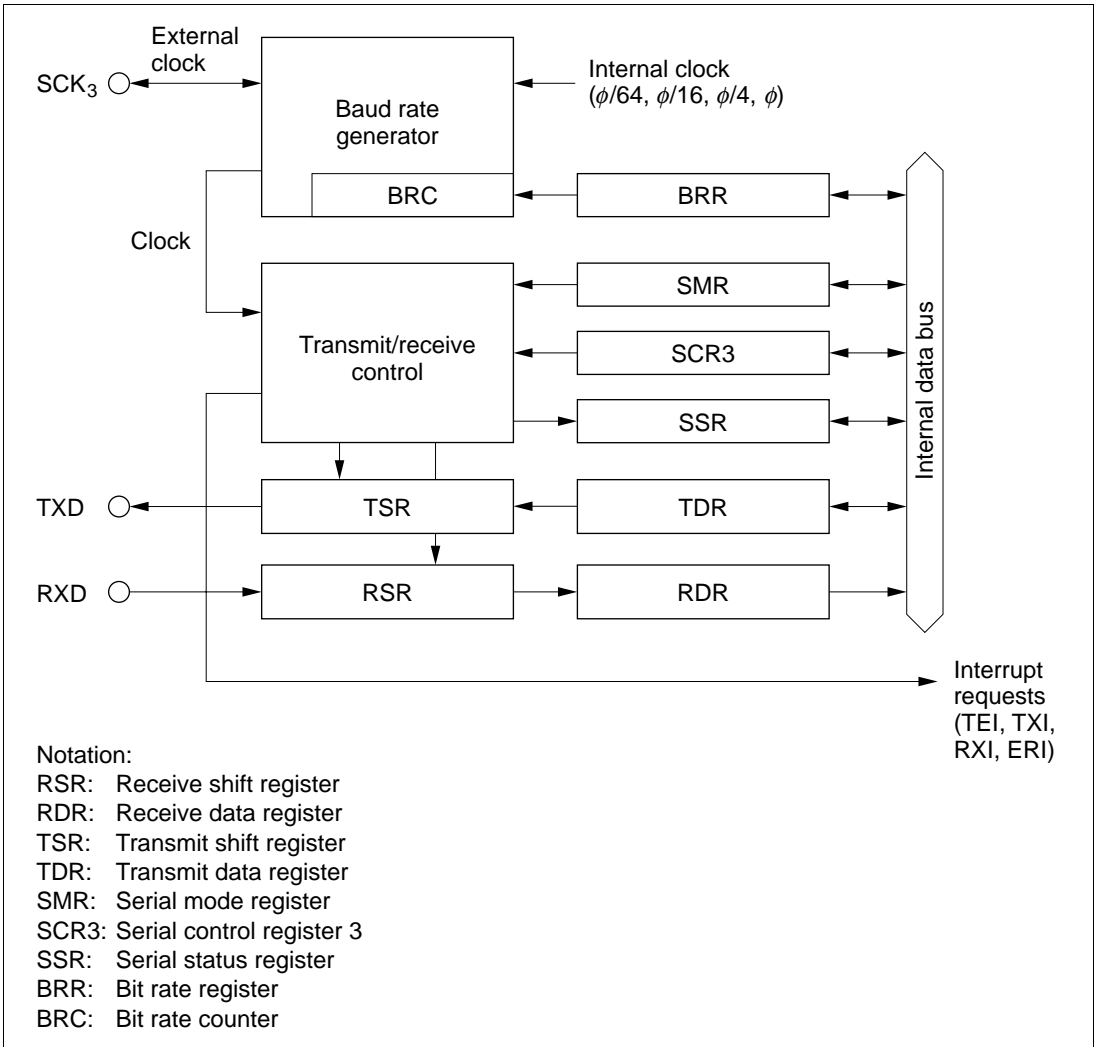 External
clock
SCK₃
Internal clock
(ϕ/64, ϕ/16, ϕ/4, ϕ)
Baud rate
generator
BRC
BRR
Clock
SMR
Transmit/receive
control
SCR3
SSR
Internal data bus
TXD
TSR
TDR
RXD
RSR
RDR
Interrupt
requests
(TEI, TXI,
RXI, ERI)
Notation:
RSR: Receive shift register
RDR: Receive data register
TSR: Transmit shift register
TDR: Transmit data register
SMR: Serial mode register
SCR3: Serial control register 3
SSR: Serial status register
BRR: Bit rate register
BRC: Bit rate counter